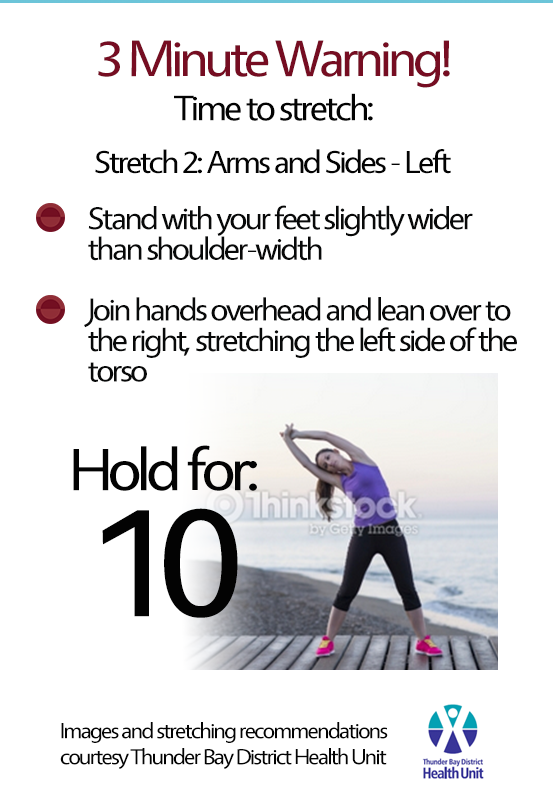 3 Minute Warning!
Time to stretch:
Stretch 2: Arms and Sides - Left
Stand with your feet slightly wider
than shoulder-width
Join hands overhead and lean over to
the right, stretching the left side of the
torso
Hold for:
10
Thinkstock.
by Getty Images
Images and stretching recommendations
courtesy Thunder Bay District Health Unit
Thunder Bay District
Health Unit